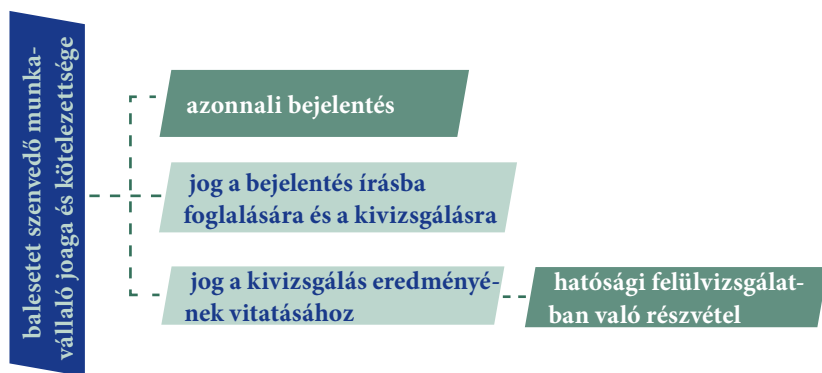 balesetet szenvedő munka-
vállaló joaga és kötelezettsége
azonnali bejelentés
jog a bejelentés írásba
foglalására és a kivizsgálásra
jog a kivizsgálás eredményé-
nek vitatásához
hatósági felülvizsgálat-
ban való részvétel